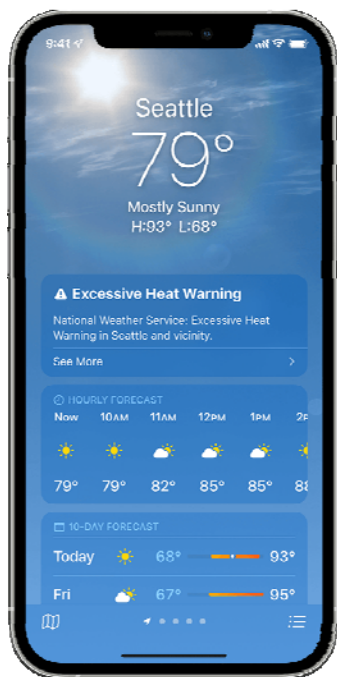 9:41
Seattle
79°
Mostly Sunny
H:93° L:68°
Excessive Heat Warning
National Weather Service: Excessive Heat
Warning in Seattle and vicinity.
See More
HOURLY FORECAST
Now 10AM 11AM 12PM 1PM
79° 79° 82° 85° 85°
10-DAY FORECAST
Today 68° 93°
Fri 67° 95°